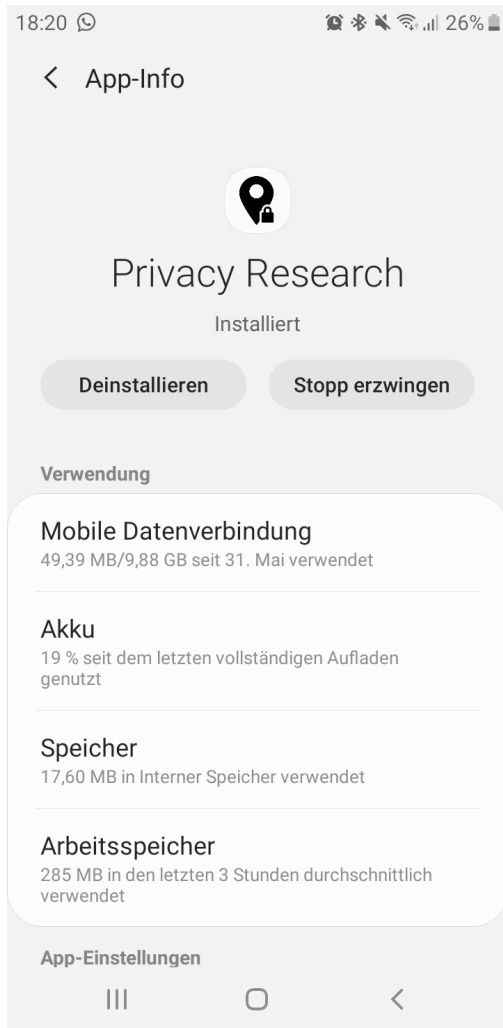 18:20 26%
App-Info
Privacy Research
Installiert
Deinstallieren Stopp erzwingen
Verwendung
Mobile Datenverbindung
49,39 MB/9,88 GB seit 31. Mai verwendet
Akku
19 % seit dem letzten vollständigen Aufladen
genutzt
Speicher
17,60 MB in Interner Speicher verwendet
Arbeitsspeicher
285 MB in den letzten 3 Stunden durchschnittlich
verwendet
App-Einstellungen